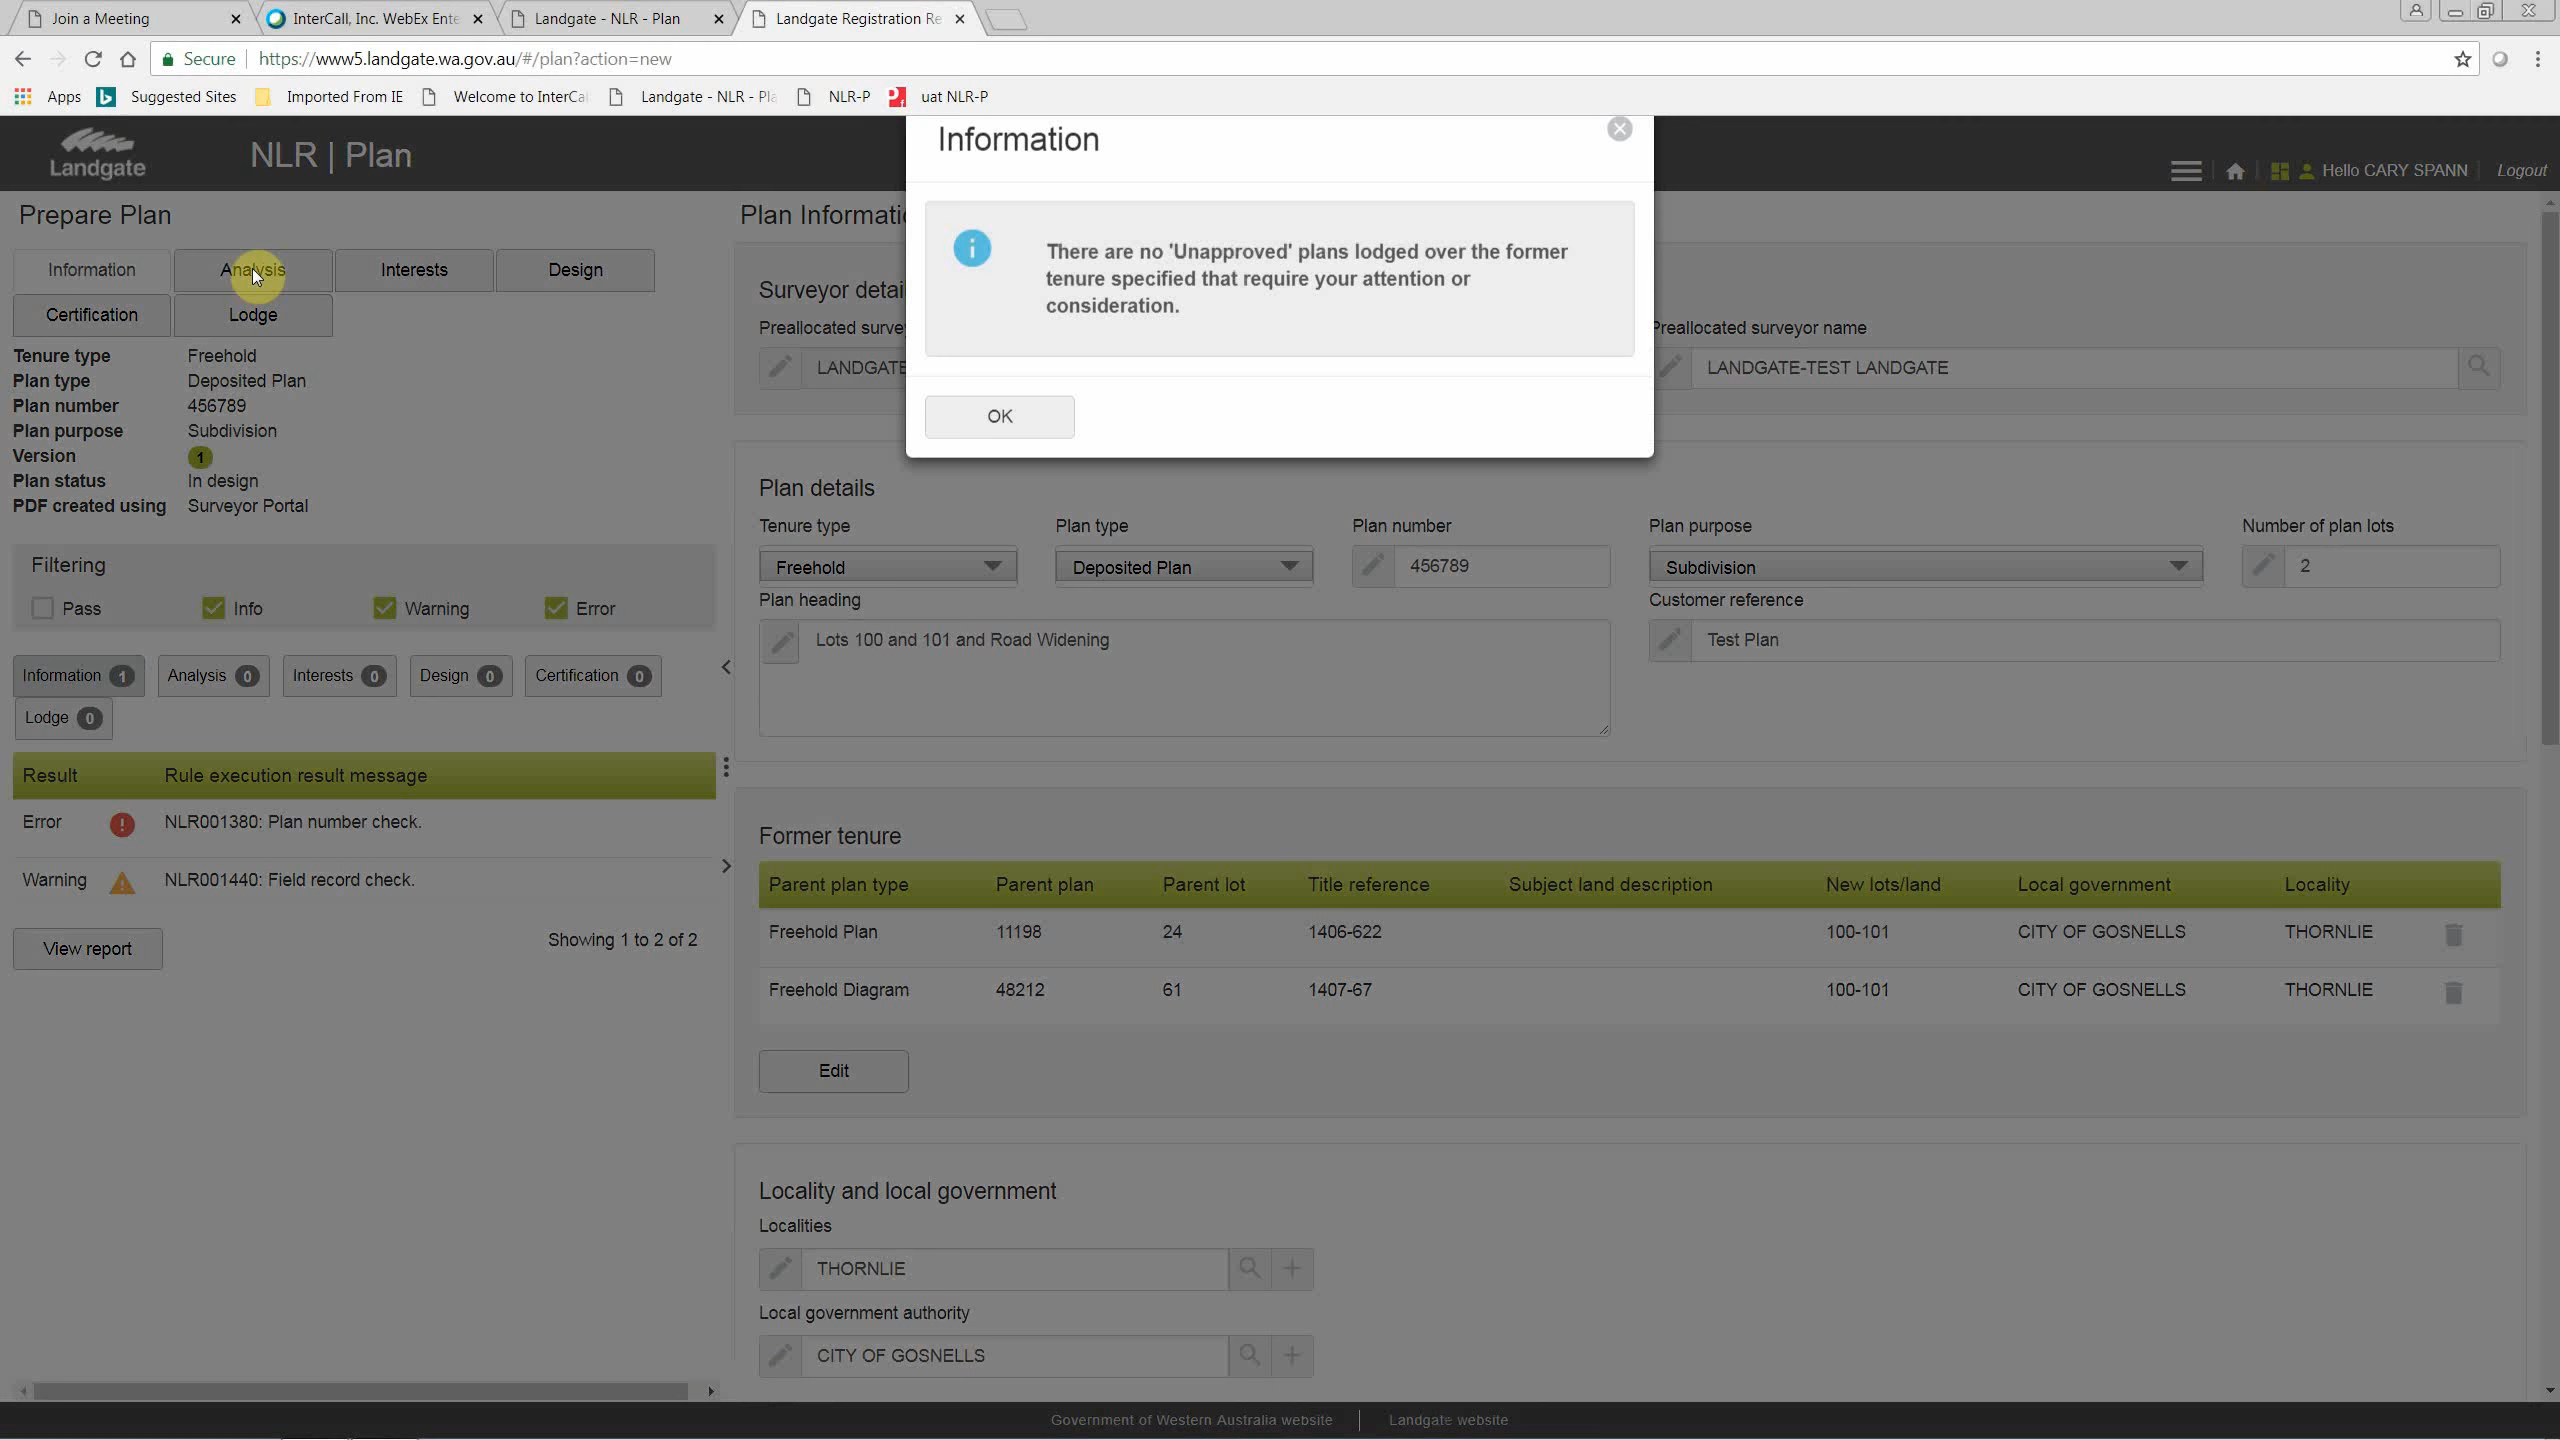 Join a Meeting
InterCall, Inc. WebEx Ente
Landgate - NLR - Plan
Landgate Registration Re
Secure
https://www5.landgate.wa.gov.au/#/plan?action=new
Apps
Suggested Sites
Imported From IE
Welcome to InterCa
Landgate - NLR - Pla
NLR-P
uat NLR-P
Landgate
NLR | Plan
Hello CARY SPANN
Logout
Information
There are no 'Unapproved' plans lodged over the former
tenure specified that require your attention or
consideration.
OK
Prepare Plan
Information
Analysis
Interests
Design
Certification
Lodge
Tenure type Freehold
Plan type Deposited Plan
Plan number 456789
Plan purpose Subdivision
Version 1
Plan status In design
PDF created using Surveyor Portal
Filtering
Pass Info Warning Error
Information 1 Analysis 0 Interests 0 Design 0 Certification 0
Lodge 0
Result Rule execution result message
Error NLR001380: Plan number check.
Warning NLR001440: Field record check.
View report Showing 1 to 2 of 2
Plan Informati
Surveyor detai
Preallocated surve Preallocated surveyor name
LANDGATE LANDGATE-TEST LANDGATE
Plan details
Tenure type Plan type Plan number Plan purpose Number of plan lots
Freehold Deposited Plan 456789 Subdivision 2
Plan heading Customer reference
Lots 100 and 101 and Road Widening Test Plan
Former tenure
Parent plan type Parent plan Parent lot Title reference Subject land description New lots/land Local government Locality
Freehold Plan 11198 24 1406-622 100-101 CITY OF GOSNELLS THORNLIE
Freehold Diagram 48212 61 1407-67 100-101 CITY OF GOSNELLS THORNLIE
Edit
Locality and local government
Localities
THORNLIE
Local government authority
CITY OF GOSNELLS
Government of Western Australia website | Landgate website